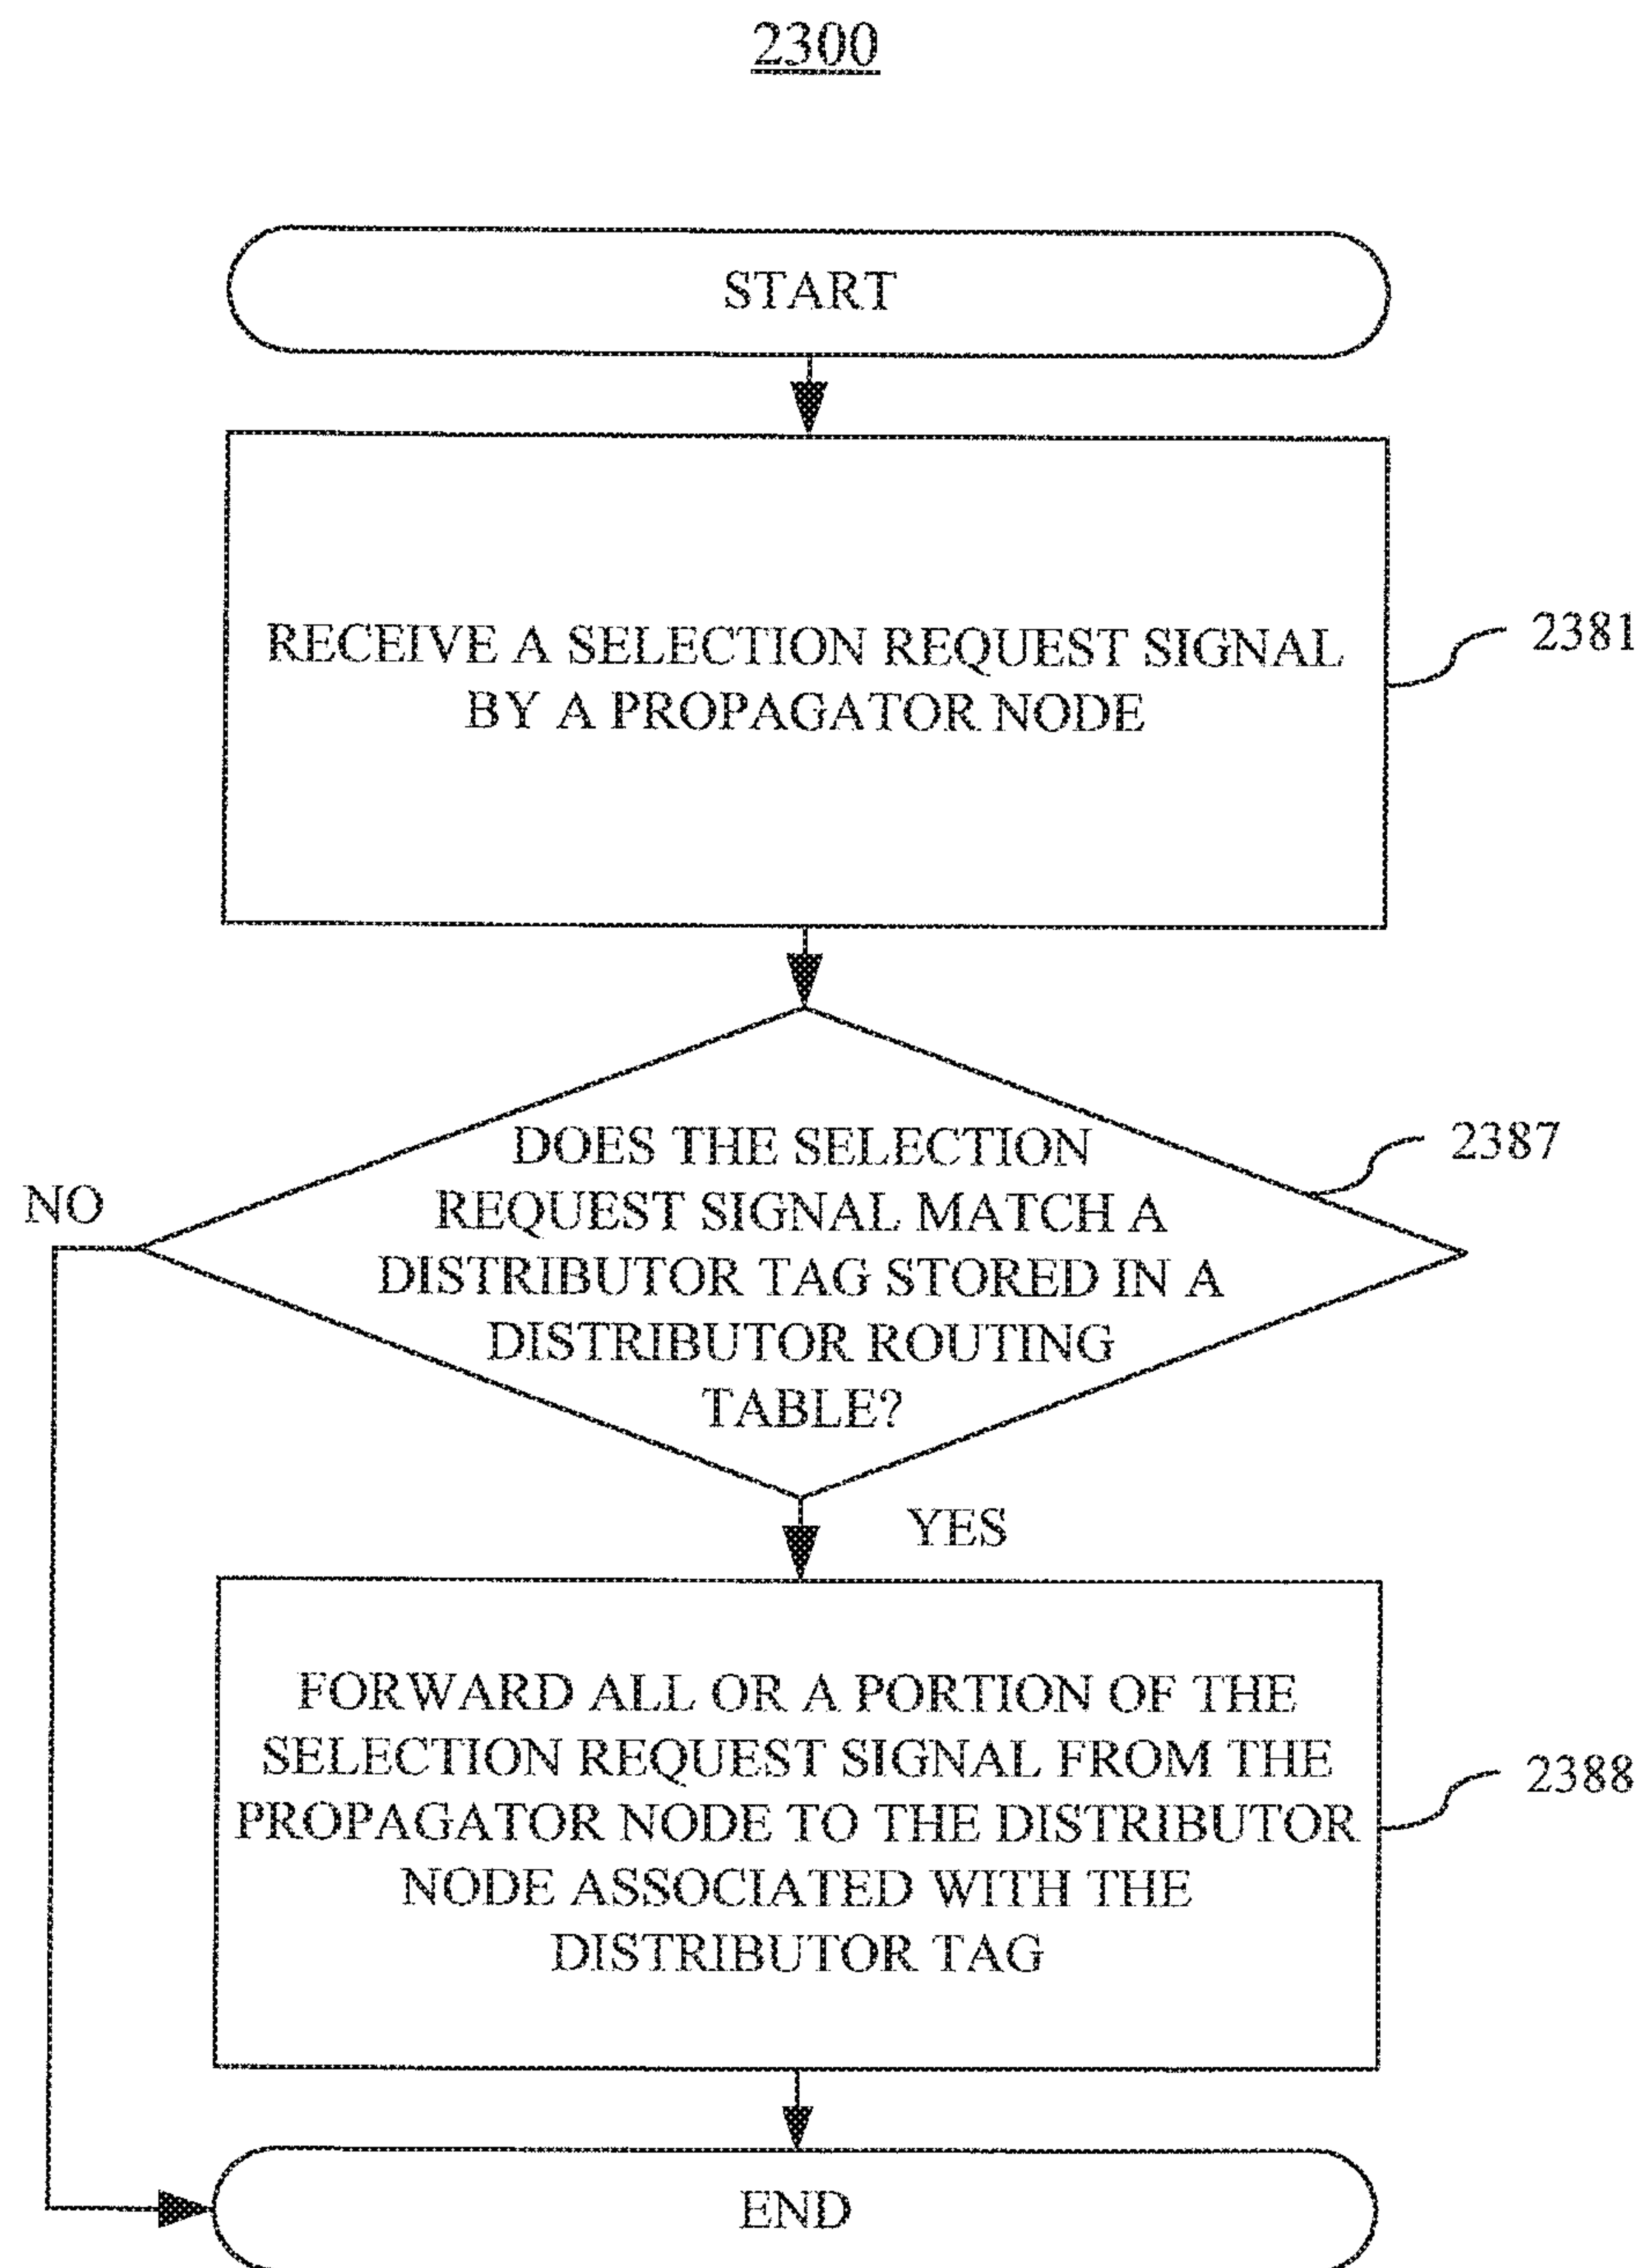 2300
START
RECEIVE A SELECTION REQUEST SIGNAL
BY A PROPAGATOR NODE
2381
DOES THE SELECTION
REQUEST SIGNAL MATCH A
DISTRIBUTOR TAG STORED IN A
DISTRIBUTOR ROUTING
TABLE?
2387
NO
YES
FORWARD ALL OR A PORTION OF THE
SELECTION REQUEST SIGNAL FROM THE
PROPAGATOR NODE TO THE DISTRIBUTOR
NODE ASSOCIATED WITH THE
DISTRIBUTOR TAG
2388
END